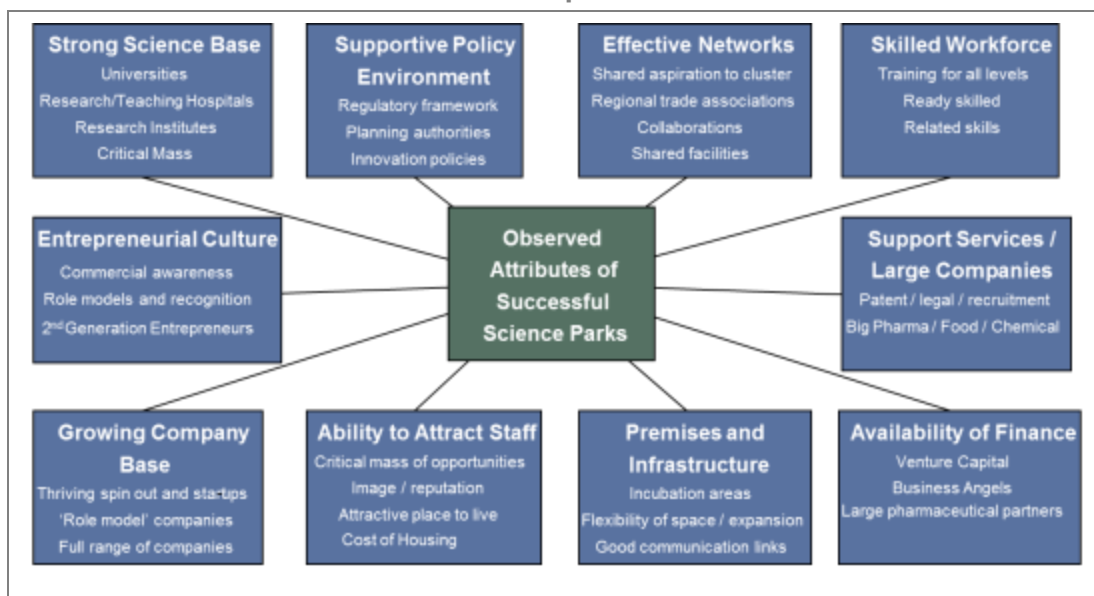 Strong Science Base
Universities
Research/Teaching Hospitals
Research Institutes
Critical Mass
Supportive Policy
Environment
Regulatory framework
Planning authorities
Innovation policies
Effective Networks
Shared aspiration to cluster
Regional trade associations
Collaborations
Shared facilities
Skilled Workforce
Training for all levels
Ready skilled
Related skills
Entrepreneurial Culture
Commercial awareness
Role models and recognition
2nd Generation Entrepreneurs
Observed
Attributes of
Successful
Science Parks
Support Services /
Large Companies
Patent / legal / recruitment
Big Pharma / Food / Chemical
Growing Company
Base
Thriving spin out and startups
'Role model' companies
Full range of companies
Ability to Attract Staff
Critical mass of opportunities
Image / reputation
Attractive place to live
Cost of Housing
Premises and
Infrastructure
Incubation areas
Flexibility of space / expansion
Good communication links
Availability of Finance
Venture Capital
Business Angels
Large pharmaceutical partners